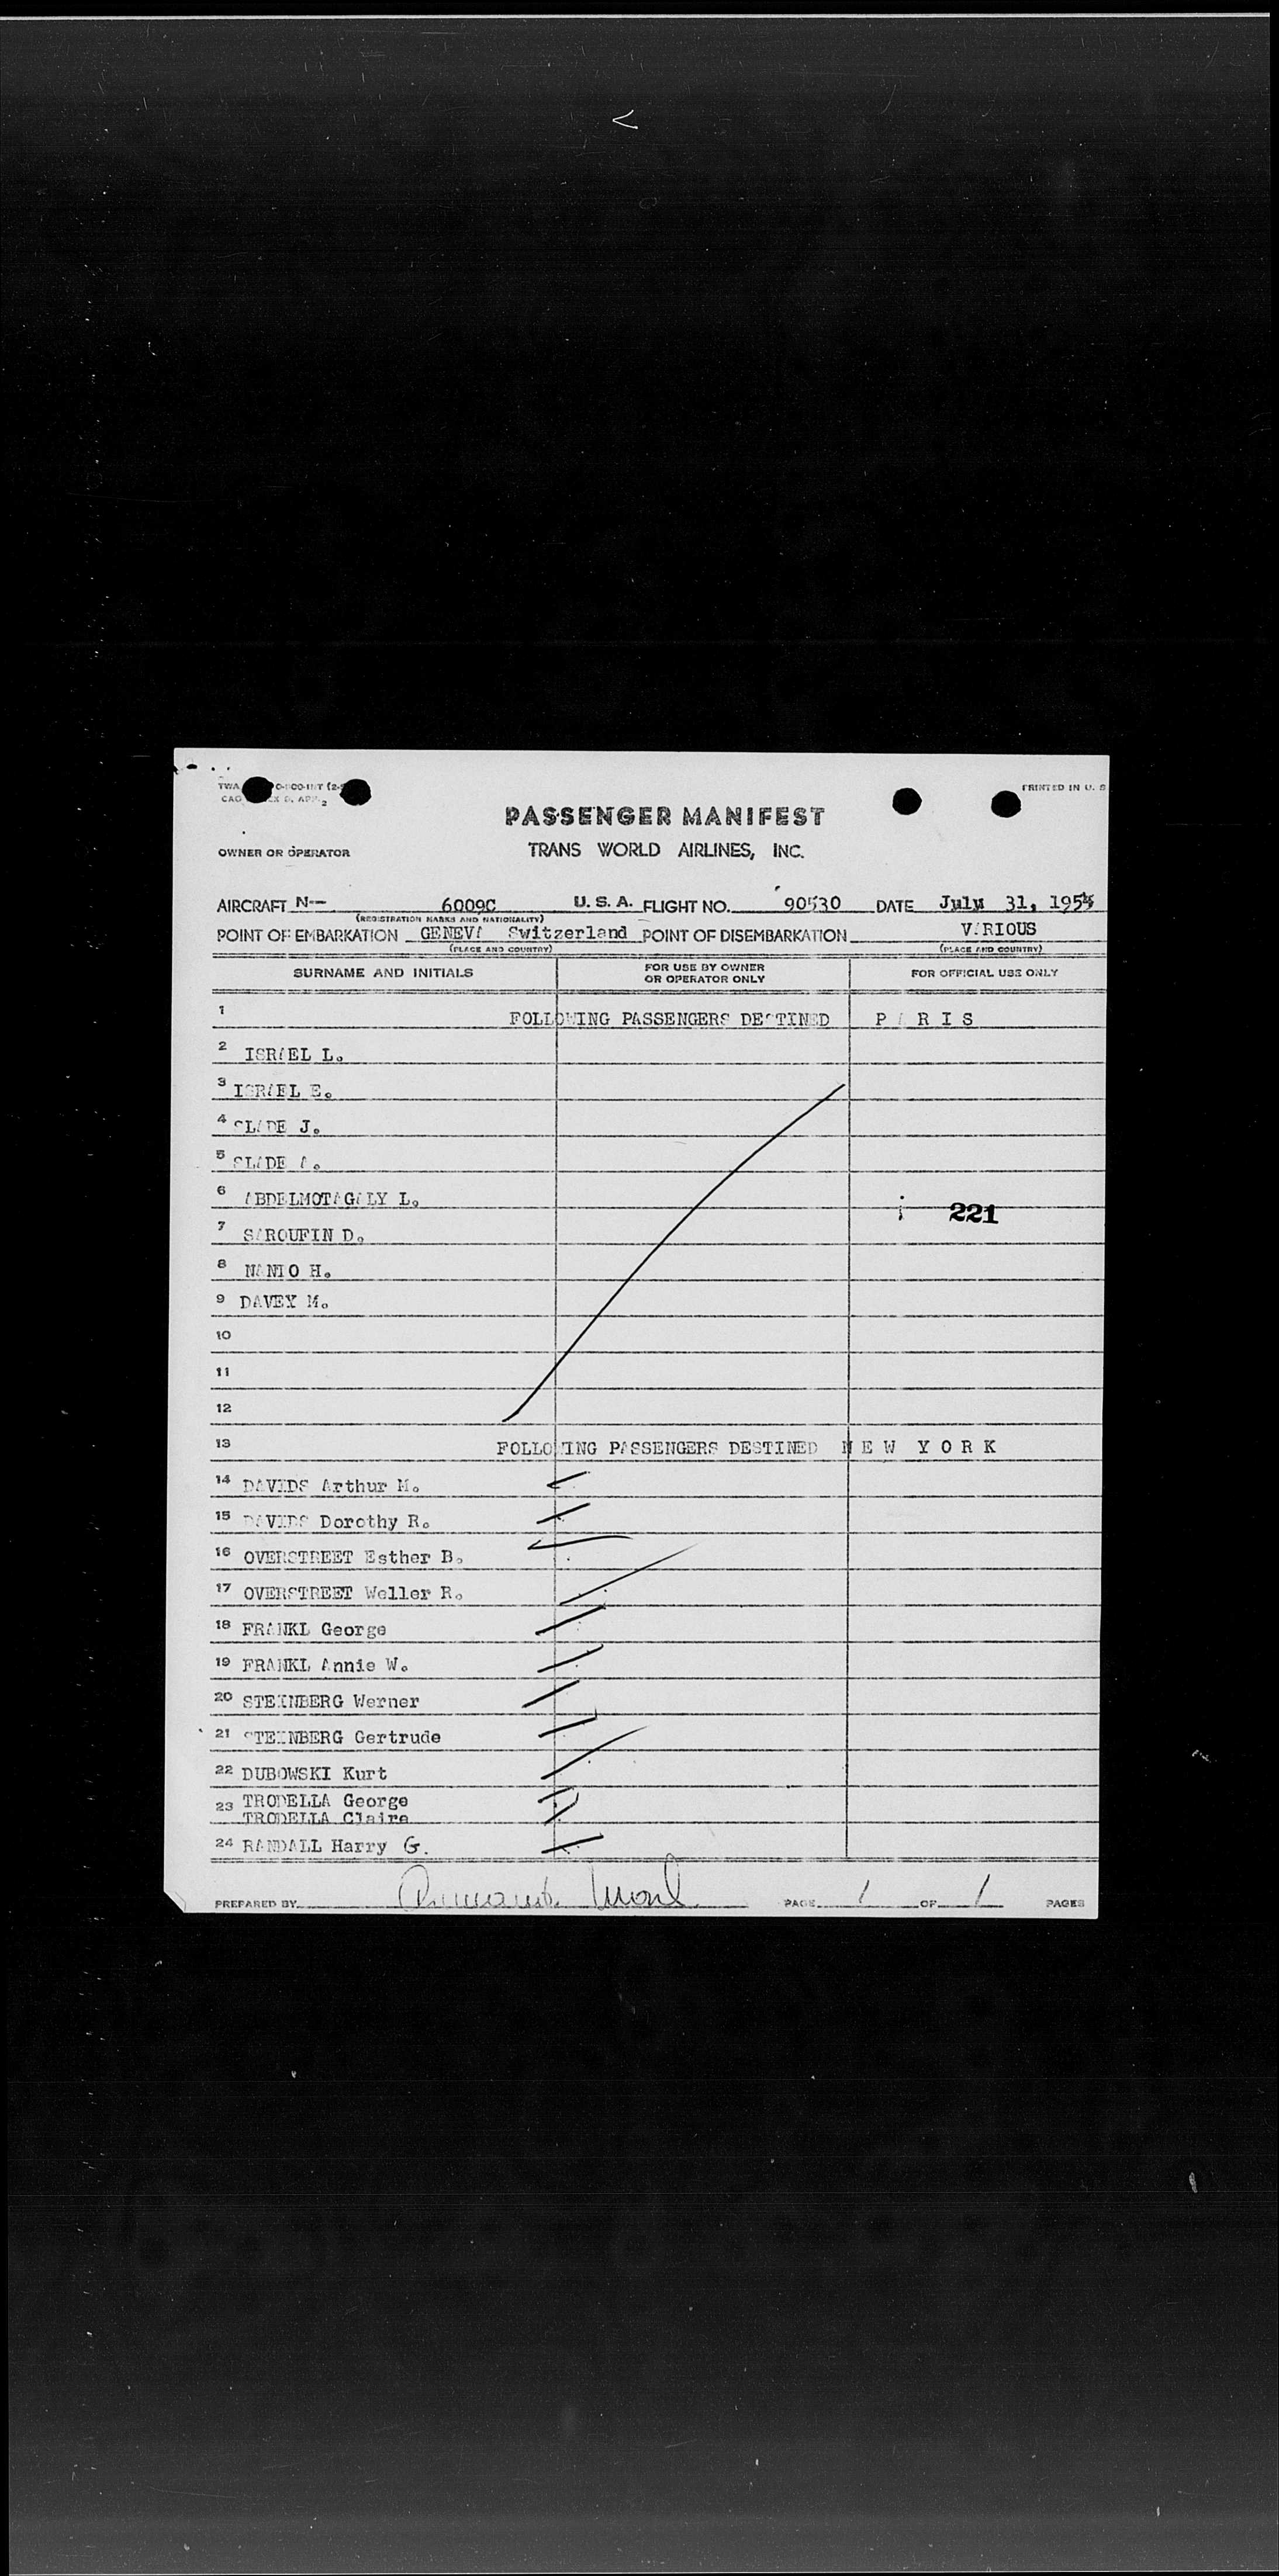 PRINTED IN U. S
PASSENGER MANIFEST
OWNER OR OPERATOR TRANS WORLD AIRLINES, INC.
AIRCRAFT N-- 6009C U. S. A. FLIGHT NO. 90530 DATE July 31, 195
(REGISTRATION MARKS AND NATIONALITY)
POINT OF EMBARKATION GENEVA Switzerland POINT OF DISEMBARKATION VARIOUS
(PLACE AND COUNTRY) (PLACE AND COUNTRY)
SURNAME AND INITIALS FOR USE BY OWNER OR OPERATOR ONLY FOR OFFICIAL USE ONLY
1 FOLLOWING PASSENGERS DESTINED P A R I S
2 ISRAEL L.
3 ISRAEL E.
4 SLADE J.
5 SLADE A.
6 ABDELMOTAGALY L.
221
7 SAROUFIN D.
8 NANIO H.
9 DAVEY M.
10
11
12
13 FOLLOWING PASSENGERS DESTINED N E W Y O R K
14 DAVIDS Arthur M.
15 DAVIDS Dorothy R.
16 OVERSTREET Esther B.
17 OVERSTREET Weller R.
18 FRANKL George
19 FRANKL Annie W.
20 STEINBERG Werner
21 STEINBERG Gertrude
22 DUBOWSKI Kurt
23 TRODELLA George
TRODELLA Claire
24 RANDALL Harry G.
PREPARED BY PAGE 1 OF 1 PAGES